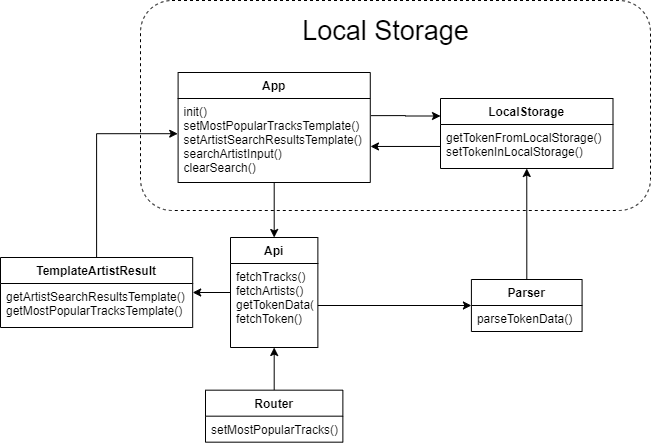 Local Storage
App
init()
setMostPopularTracksTemplate()
setArtistSearchResultsTemplate()
searchArtistInput()
clearSearch()
LocalStorage
getTokenFromLocalStorage()
setTokenInLocalStorage()
Api
fetchTracks()
fetchArtists()
getTokenData(
fetchToken()
TemplateArtistResult
getArtistSearchResultsTemplate()
getMostPopularTracksTemplate()
Parser
parseTokenData()
Router
setMostPopularTracks()